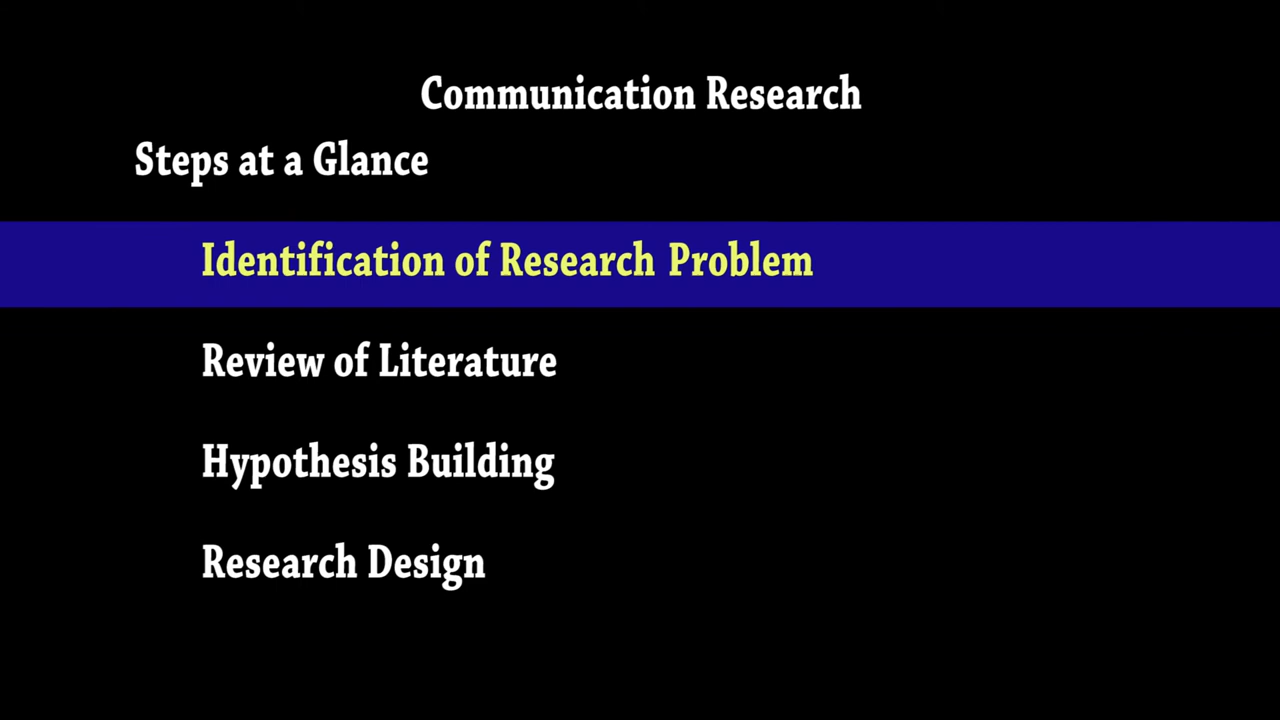 Communication Research
Steps at a Glance
Identification of Research Problem
Review of Literature
Hypothesis Building
Research Design